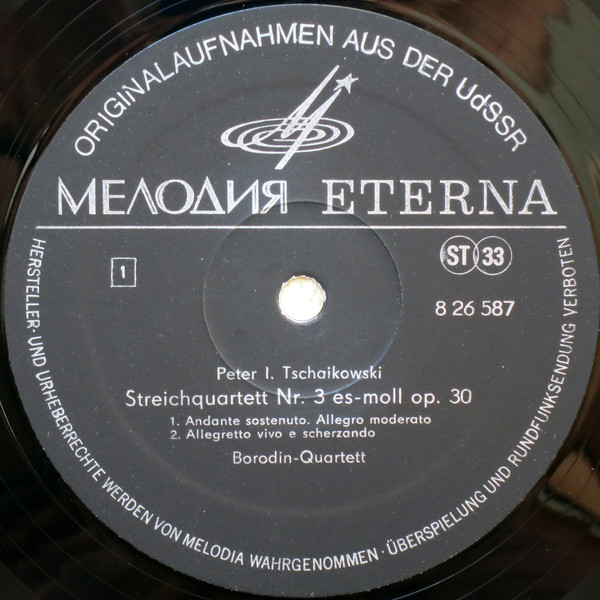 ORIGINALAUFNAHMEN AUS DER UdSSR
МЕЛОДИЯ ETERNA
1
ST 33
8 26 587
Peter I. Tschaikowski
Streichquartett Nr. 3 es-moll op. 30
1. Andante sostenuto. Allegro moderato
2. Allegretto vivo e scherzando
Borodin-Quartett
HERSTELLER- UND URHEBERRECHTE WERDEN VON MELODIA WAHRGENOMMEN · ÜBERSPIELUNG UND RUNDFUNKSENDUNG VERBOTEN